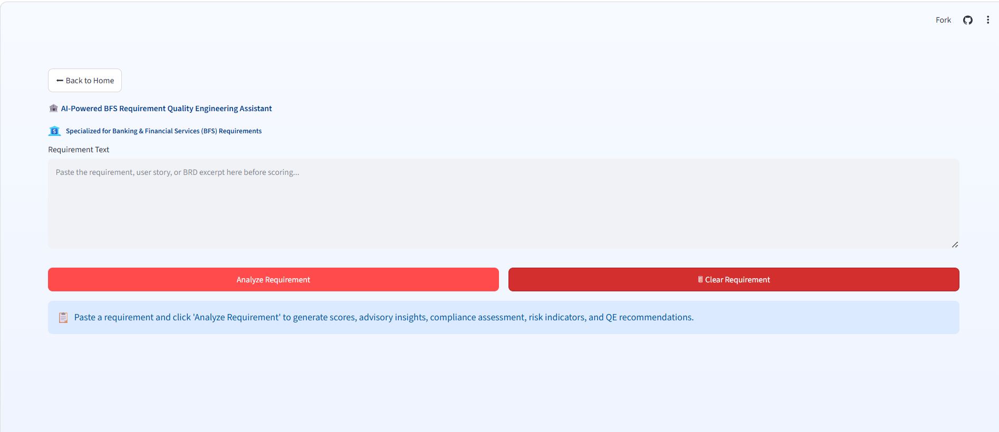 Fork
Back to Home
AI-Powered BFS Requirement Quality Engineering Assistant
Specialized for Banking & Financial Services (BFS) Requirements
Requirement Text
Paste the requirement, user story, or BRD excerpt here before scoring...
Analyze Requirement
Clear Requirement
Paste a requirement and click 'Analyze Requirement' to generate scores, advisory insights, compliance assessment, risk indicators, and QE recommendations.